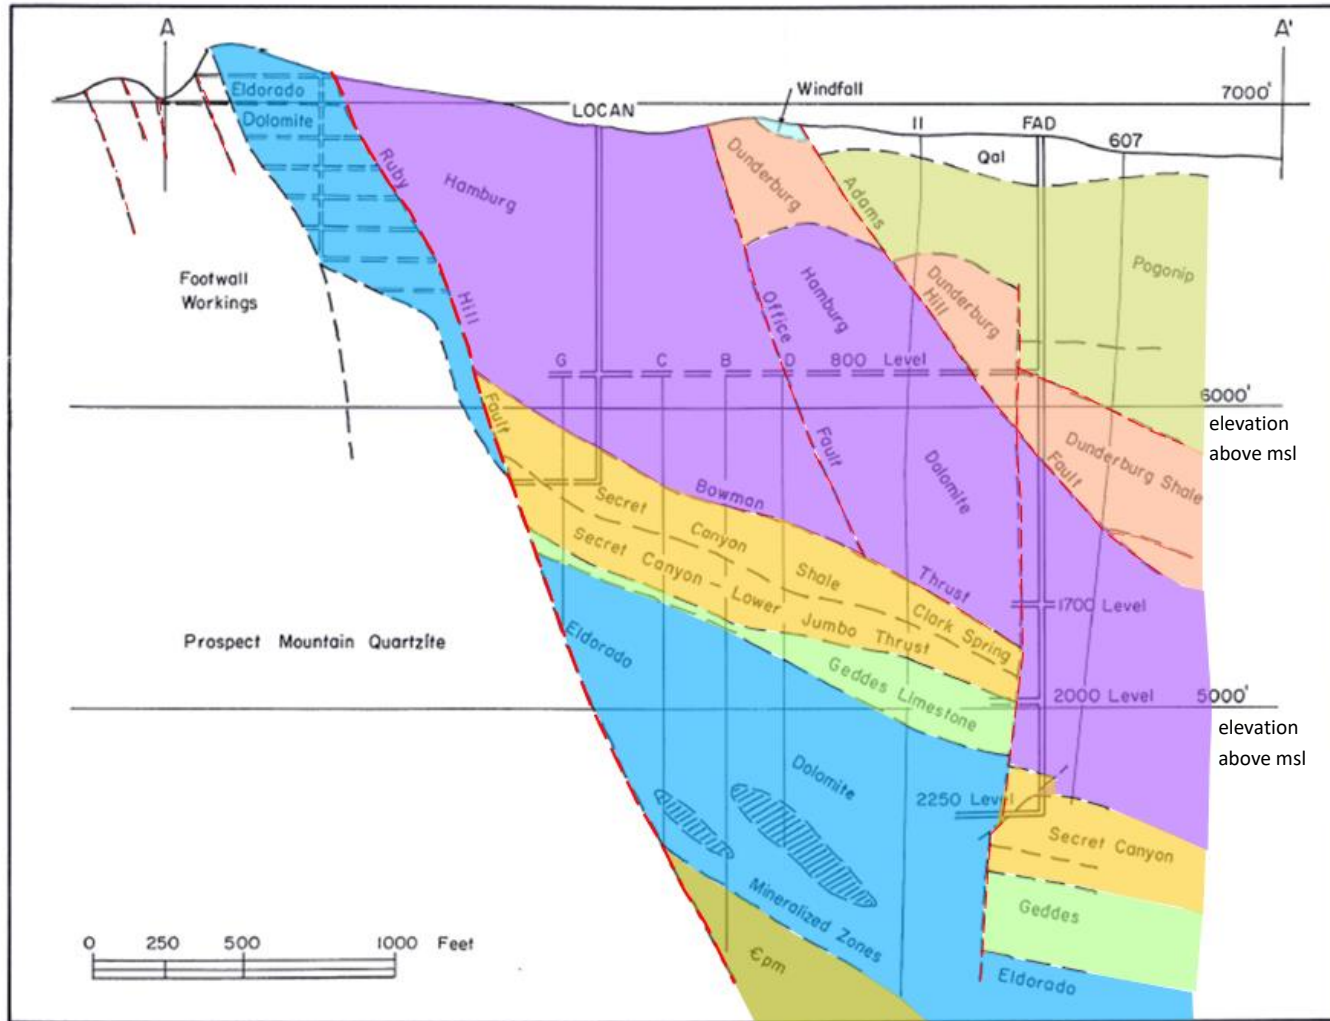 A
A'
Windfall
7000'
Eldorado
Dolomite
LOCAN
11
FAD
607
Qal
Ruby
Hill
Fault
Hamburg
Dunderburg
Adams
Hill
Fault
Pogonip
Footwall
Workings
Office
Fault
Hamburg
Dolomite
Dunderburg
G
C
B
D
800 Level
6000'
elevation
above msl
Dunderburg Shale
Bowman
Thrust
Secret Canyon Shale
Clark Spring
Secret Canyon - Lower Jumbo Thrust
1700 Level
Prospect Mountain Quartzite
Eldorado
Dolomite
Geddes Limestone
2000 Level
5000'
elevation
above msl
2250 Level
Secret Canyon
Mineralized Zones
Geddes
Єpm
Eldorado
0 250 500 1000 Feet